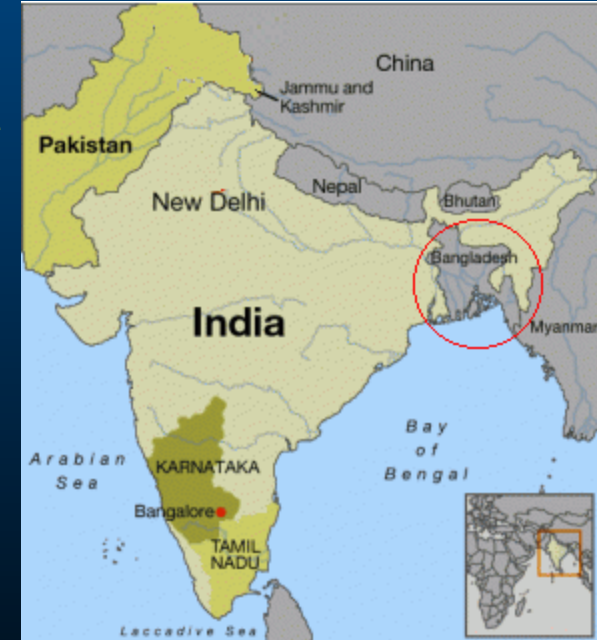 China
Jammu and
Kashmir
Pakistan
Nepal
New Delhi
Bhutan
Bangladesh
India
Myanmar
Bay
of
Bengal
Arabian
Sea
KARNATAKA
Bangalore
TAMIL
NADU
Laccadive Sea